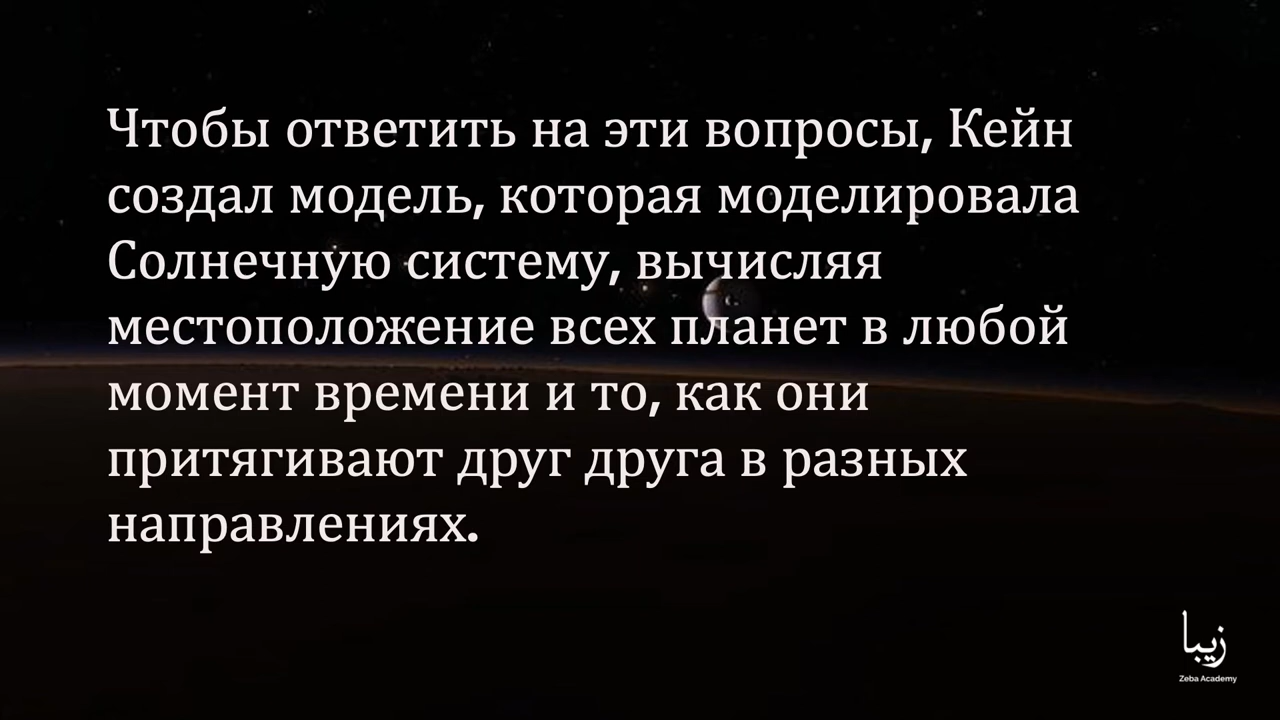 Чтобы ответить на эти вопросы, Кейн
создал модель, которая моделировала
Солнечную систему, вычисляя
местоположение всех планет в любой
момент времени и то, как они
притягивают друг друга в разных
направлениях.
زيبا
Zeba Academy